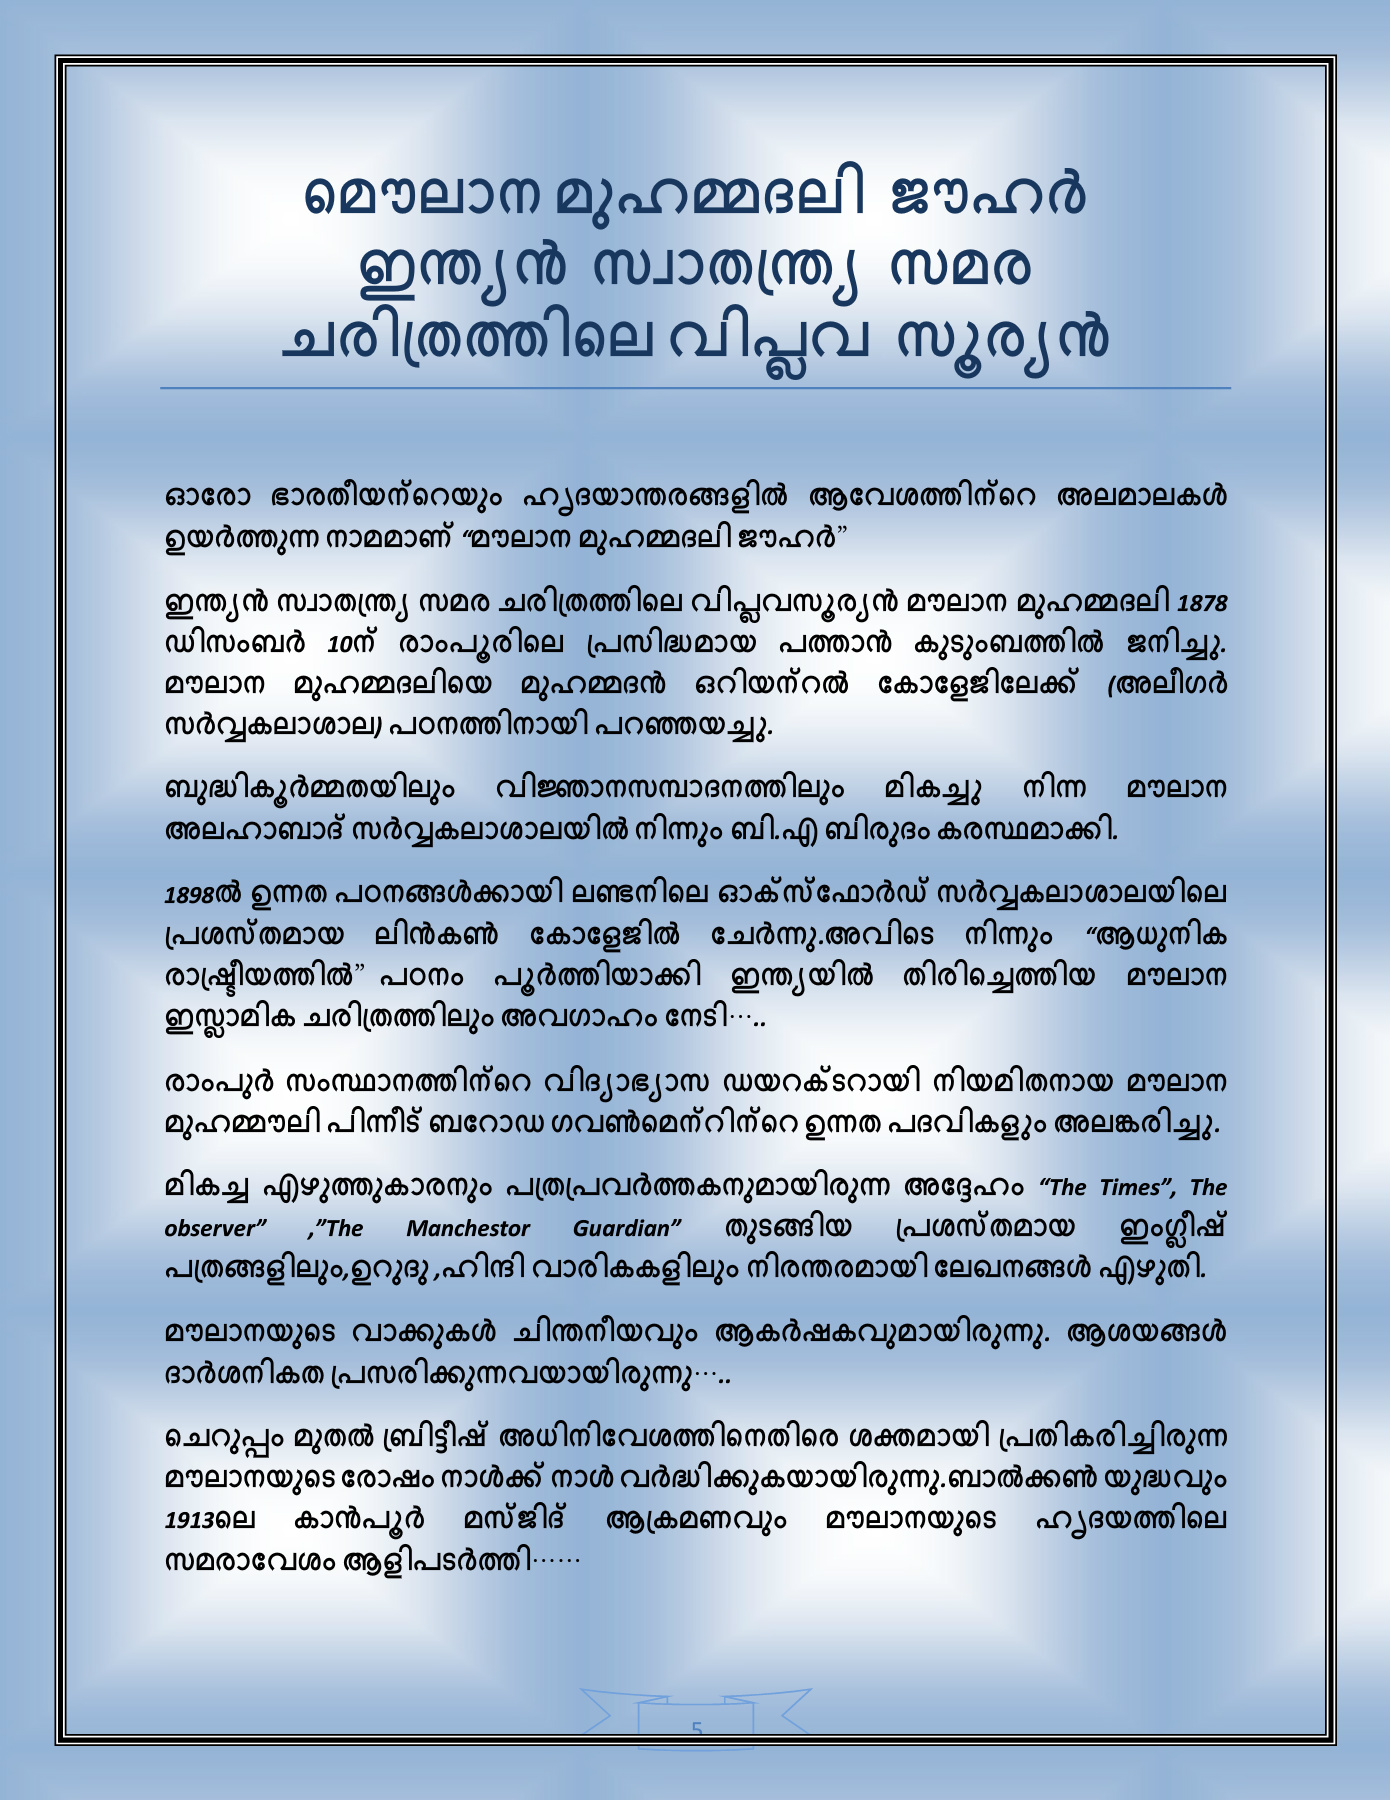 മൌലാന മുഹമ്മദലി ജൗഹർ
ഇന്ത്യൻ സ്വാതന്ത്ര്യ സമര
ചരിത്രത്തിലെ വിപ്ലവ സൂര്യൻ
ഓരോ ഭാരതീയന്റെയും ഹൃദയാന്തരങ്ങളിൽ ആവേശത്തിന്റെ അലമാലകൾ
ഉയർത്തുന്ന നാമമാണ് “മൗലാന മുഹമ്മദലി ജൗഹർ”
ഇന്ത്യൻ സ്വാതന്ത്ര്യ സമര ചരിത്രത്തിലെ വിപ്ലവസൂര്യൻ മൗലാന മുഹമ്മദലി 1878
ഡിസംബർ 10ന് രാംപൂരിലെ പ്രസിദ്ധമായ പത്താൻ കുടുംബത്തിൽ ജനിച്ചു.
മൗലാന മുഹമ്മദലിയെ മുഹമ്മദൻ ഒറിയന്റൽ കോളേജിലേക്ക് (അലീഗർ
സർവ്വകലാശാല) പഠനത്തിനായി പറഞ്ഞയച്ചു.
ബുദ്ധികൂർമ്മതയിലും വിജ്ഞാനസമ്പാദനത്തിലും മികച്ചു നിന്ന മൗലാന
അലഹാബാദ് സർവ്വകലാശാലയിൽ നിന്നും ബി.എ ബിരുദം കരസ്ഥമാക്കി.
1898ൽ ഉന്നത പഠനങ്ങൾക്കായി ലണ്ടനിലെ ഓക്സ്ഫോർഡ് സർവ്വകലാശാലയിലെ
പ്രശസ്തമായ ലിൻകൺ കോളേജിൽ ചേർന്നു.അവിടെ നിന്നും “ആധുനിക
രാഷ്ട്രീയത്തിൽ” പഠനം പൂർത്തിയാക്കി ഇന്ത്യയിൽ തിരിച്ചെത്തിയ മൗലാന
ഇസ്ലാമിക ചരിത്രത്തിലും അവഗാഹം നേടി…..
രാംപുർ സംസ്ഥാനത്തിന്റെ വിദ്യാഭ്യാസ ഡയറക്ടറായി നിയമിതനായ മൗലാന
മുഹമ്മൗലി പിന്നീട് ബറോഡ ഗവൺമെന്റിന്റെ ഉന്നത പദവികളും അലങ്കരിച്ചു.
മികച്ച എഴുത്തുകാരനും പത്രപ്രവർത്തകനുമായിരുന്ന അദ്ദേഹം “The Times”, The
observer” ,”The Manchestor Guardian” തുടങ്ങിയ പ്രശസ്തമായ ഇംഗ്ലീഷ്
പത്രങ്ങളിലും,ഉറുദു ,ഹിന്ദി വാരികകളിലും നിരന്തരമായി ലേഖനങ്ങൾ എഴുതി.
മൗലാനയുടെ വാക്കുകൾ ചിന്തനീയവും ആകർഷകവുമായിരുന്നു. ആശയങ്ങൾ
ദാർശനികത പ്രസരിക്കുന്നവയായിരുന്നു…..
ചെറുപ്പം മുതൽ ബ്രിട്ടീഷ് അധിനിവേശത്തിനെതിരെ ശക്തമായി പ്രതികരിച്ചിരുന്ന
മൗലാനയുടെ രോഷം നാൾക്ക് നാൾ വർദ്ധിക്കുകയായിരുന്നു.ബാൽക്കൺ യുദ്ധവും
1913ലെ കാൻപൂർ മസ്ജിദ് ആക്രമണവും മൗലാനയുടെ ഹൃദയത്തിലെ
സമരാവേശം ആളിപടർത്തി……
5